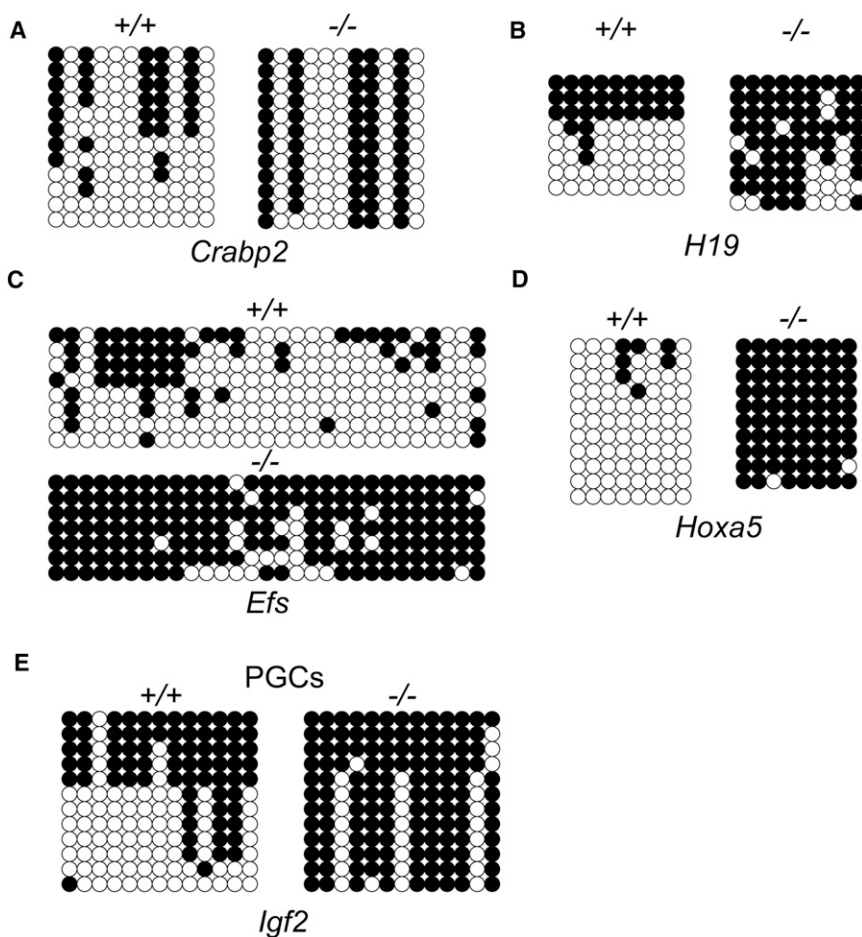 A
+/+
-/-
Crabp2
B
+/+
-/-
H19
C
+/+
-/-
Efs
D
+/+
-/-
Hoxa5
E
PGCs
+/+
-/-
Igf2